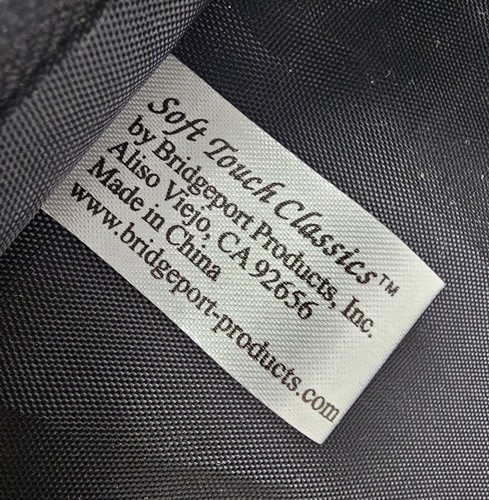 Soft Touch Classics™
by Bridgeport Products, Inc.
Aliso Viejo, CA 92656
Made in China
www.bridgeport-products.com